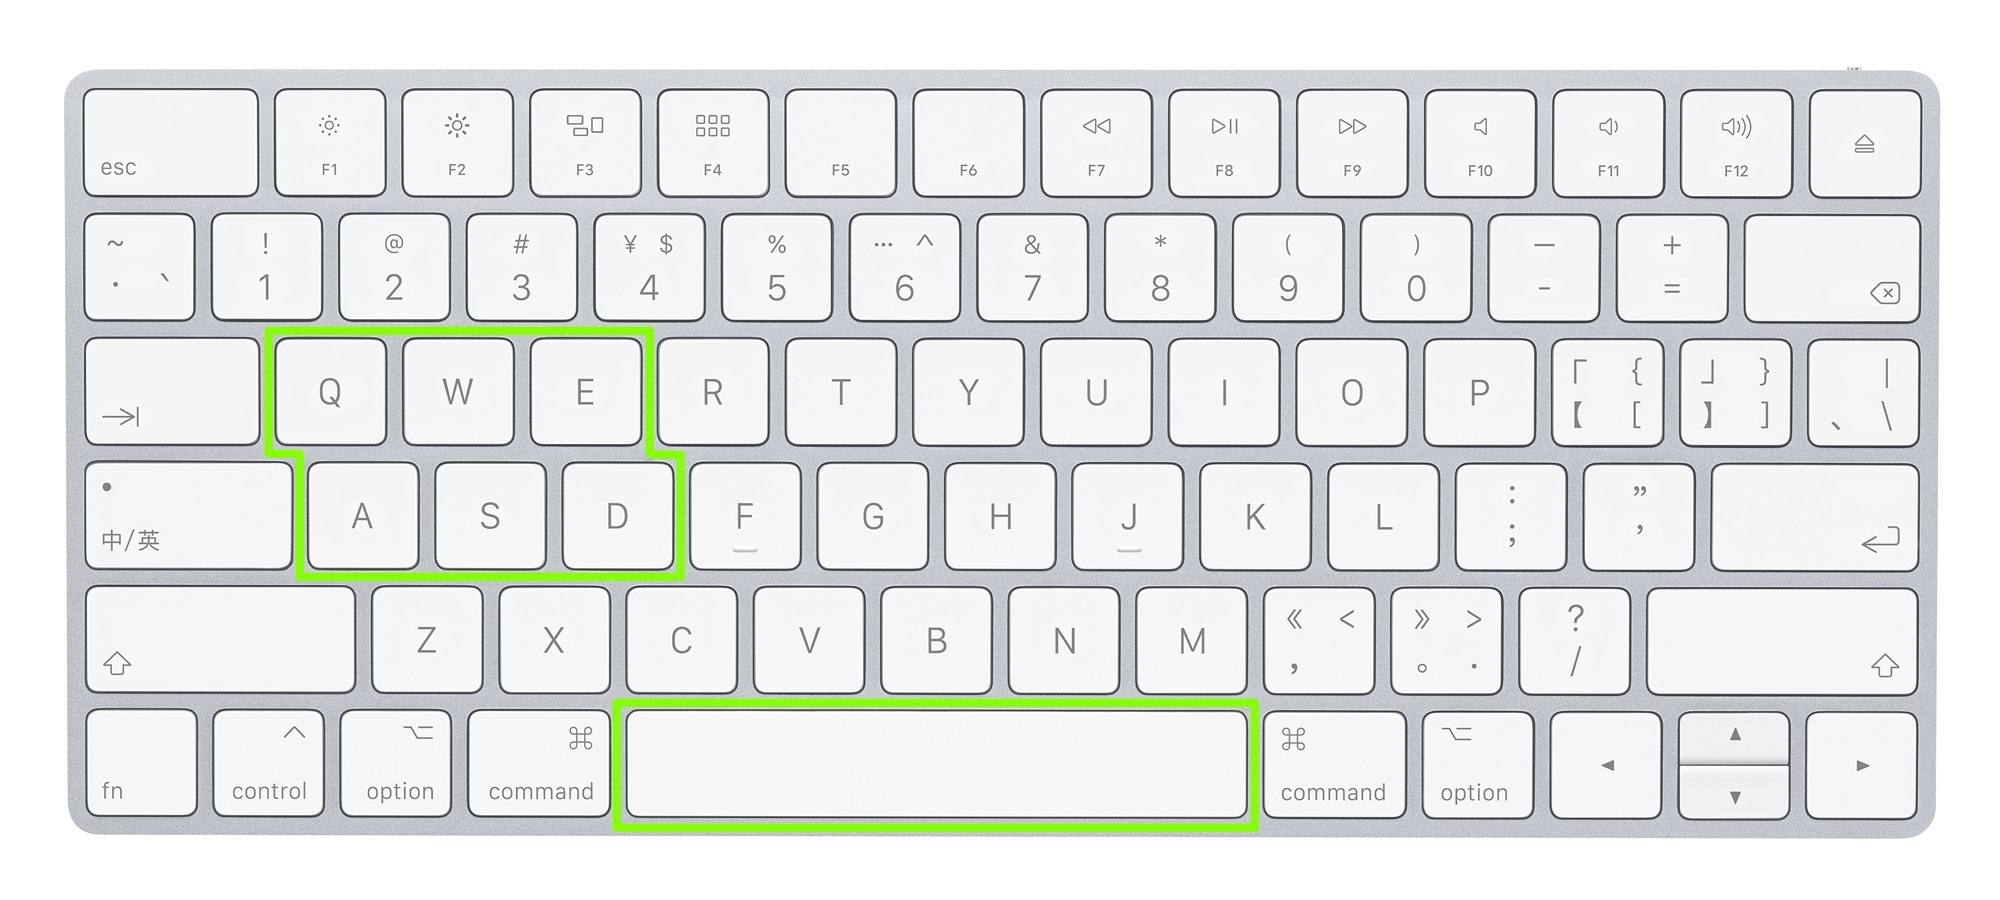 esc F1 F2 F3 F4 F5 F6 F7 F8 F9 F10 F11 F12
~ ! @ # ¥ $ % … ^ & * ( ) — +
· ` 1 2 3 4 5 6 7 8 9 0 - =
Q W E R T Y U I O P 「 { 」 } |
【 [ 】 ] 、 \
中/英 A S D F G H J K L : ” ; ’
Z X C V B N M 《 < 》 > ?
, 。 . /
fn control option command command option